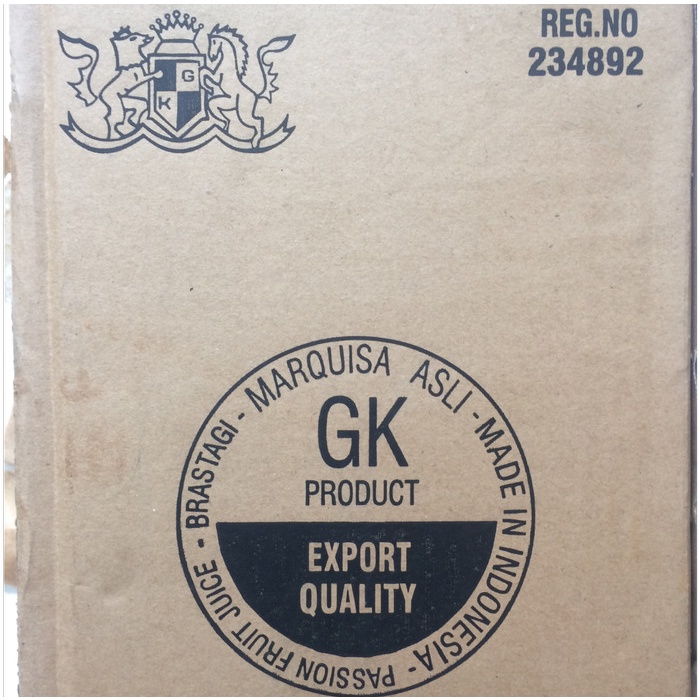 G
K
REG.NO
234892
BRASTAGI - MARQUISA ASLI - MADE IN INDONESIA - PASSION FRUIT JUICE -
GK
PRODUCT
EXPORT
QUALITY